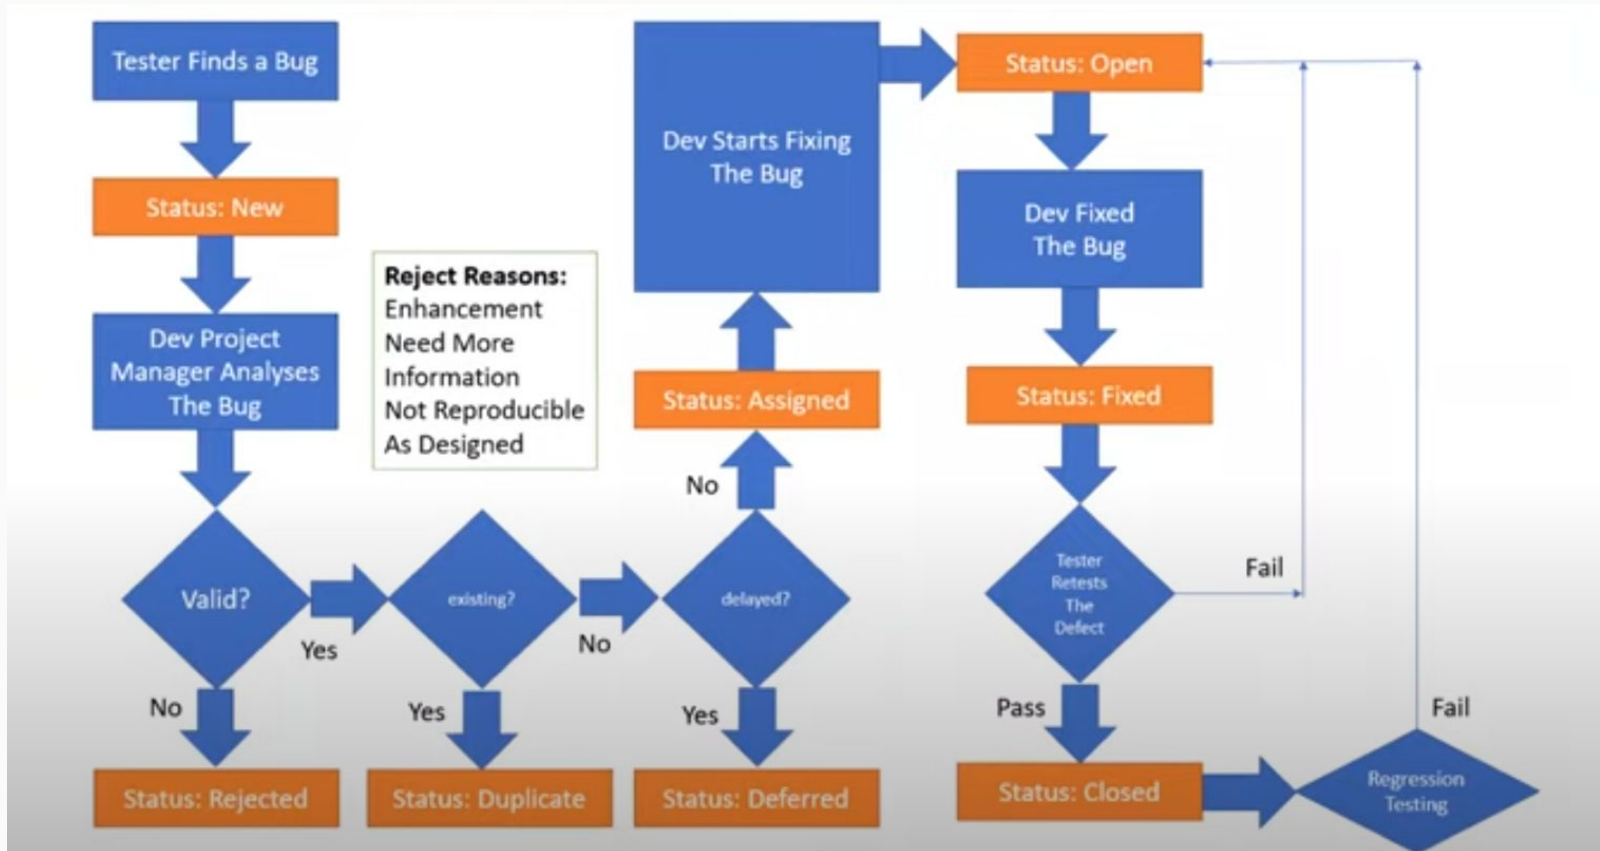 Tester Finds a Bug
Status: New
Dev Project
Manager Analyses
The Bug
Valid?
Yes
No
Status: Rejected
Reject Reasons:
Enhancement
Need More
Information
Not Reproducible
As Designed
existing?
No
Yes
Status: Duplicate
Dev Starts Fixing
The Bug
Status: Assigned
No
delayed?
Yes
Status: Deferred
Status: Open
Dev Fixed
The Bug
Status: Fixed
Tester
Retests
The
Defect
Fail
Pass
Status: Closed
Fail
Regression
Testing